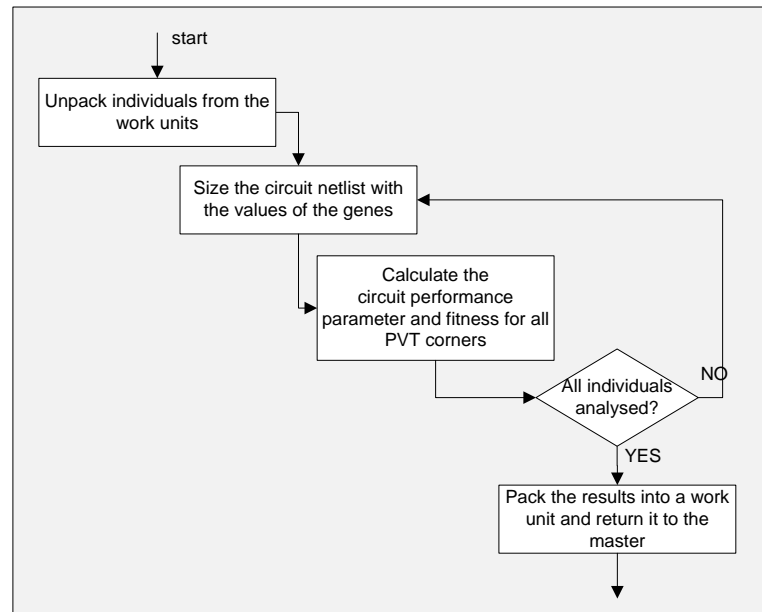 start
Unpack individuals from the
work units
Size the circuit netlist with
the values of the genes
Calculate the
circuit performance
parameter and fitness for all
PVT corners
All individuals
analysed?
NO
YES
Pack the results into a work
unit and return it to the
master